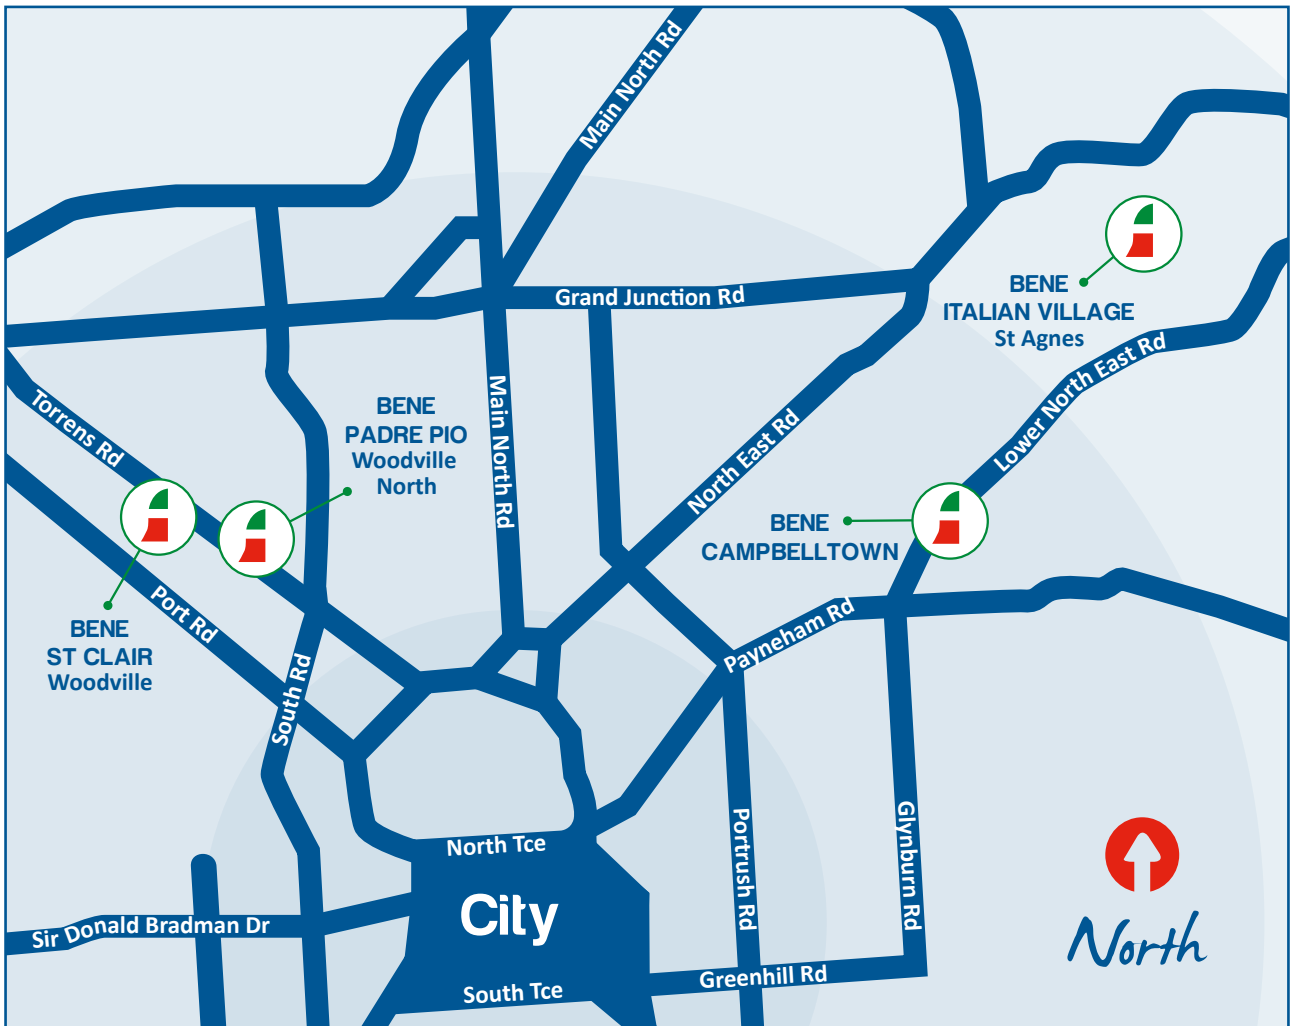 Main North Rd
Grand Junction Rd
BENE
ITALIAN VILLAGE
St Agnes
Lower North East Rd
Torrens Rd
BENE
PADRE PIO
Woodville
North
Main North Rd
North East Rd
BENE
CAMPBELLTOWN
Port Rd
BENE
ST CLAIR
Woodville
South Rd
Payneham Rd
North Tce
City
South Tce
Portrush Rd
Glynburn Rd
Sir Donald Bradman Dr
Greenhill Rd
North